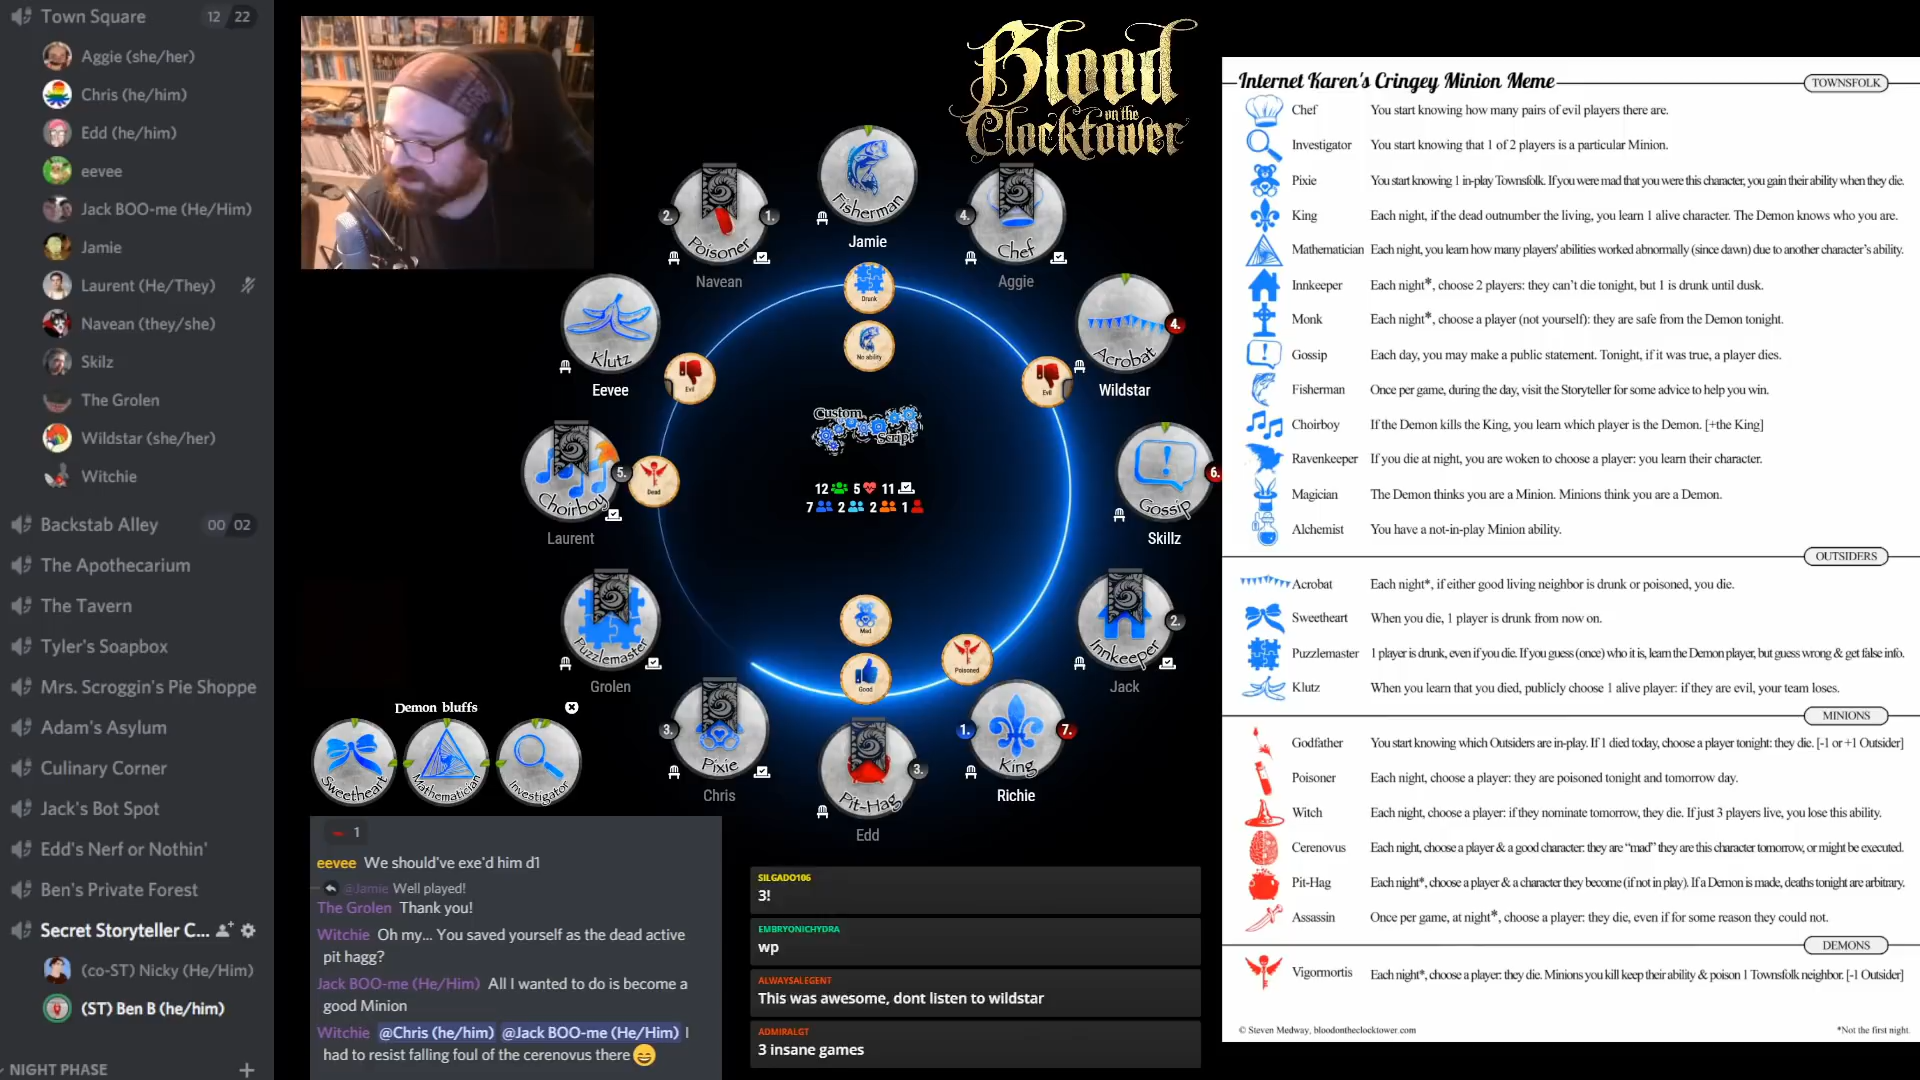 Town Square 12 22
Aggie (she/her)
Chris (he/him)
Edd (he/him)
eevee
Jack BOO-me (He/Him)
Jamie
Laurent (He/They)
Navean (they/she)
Skilz
The Grolen
Wildstar (she/her)
Witchie
Backstab Alley 00 02
The Apothecarium
The Tavern
Tyler's Soapbox
Mrs. Scroggin's Pie Shoppe
Adam's Asylum
Culinary Corner
Jack's Bot Spot
Edd's Nerf or Nothin'
Ben's Private Forest
Secret Storyteller C...
(co-ST) Nicky (He/Him)
(ST) Ben B (he/him)
NIGHT PHASE
Blood
on the
Clocktower
Fisherman
Jamie
2.
Poisoner
1.
Navean
4.
Chef
Aggie
Drunk
No ability
Klutz
Eevee
Evil
Evil
Acrobat
4.
Wildstar
Custom
Script
Choirboy
5.
Dead
Laurent
12 5 11
7 2 2 1
Gossip
6.
Skillz
Puzzlemaster
Grolen
Mad
Good
Poisoned
Innkeeper
2.
Jack
3.
Pixie
Chris
Pit-Hag
3.
Edd
1.
King
7.
Richie
Demon bluffs
Sweetheart
Mathematician
Investigator
1
eevee We should've exe'd him d1
@Jamie Well played!
The Grolen Thank you!
Witchie Oh my... You saved yourself as the dead active
pit hagg?
Jack BOO-me (He/Him) All I wanted to do is become a
good Minion
Witchie @Chris (he/him) @Jack BOO-me (He/Him) I
had to resist falling foul of the cerenovus there
SILGADO106
3!
EMBRYONICHYDRA
wp
ALWAYSALEGENT
This was awesome, dont listen to wildstar
ADMIRALGT
3 insane games
Internet Karen's Cringey Minion Meme
TOWNSFOLK
Chef You start knowing how many pairs of evil players there are.
Investigator You start knowing that 1 of 2 players is a particular Minion.
Pixie You start knowing 1 in-play Townsfolk. If you were mad that you were this character, you gain their ability when they die.
King Each night, if the dead outnumber the living, you learn 1 alive character. The Demon knows who you are.
Mathematician Each night, you learn how many players' abilities worked abnormally (since dawn) due to another character's ability.
Innkeeper Each night*, choose 2 players: they can't die tonight, but 1 is drunk until dusk.
Monk Each night*, choose a player (not yourself): they are safe from the Demon tonight.
Gossip Each day, you may make a public statement. Tonight, if it was true, a player dies.
Fisherman Once per game, during the day, visit the Storyteller for some advice to help you win.
Choirboy If the Demon kills the King, you learn which player is the Demon. [+the King]
Ravenkeeper If you die at night, you are woken to choose a player: you learn their character.
Magician The Demon thinks you are a Minion. Minions think you are a Demon.
Alchemist You have a not-in-play Minion ability.
OUTSIDERS
Acrobat Each night*, if either good living neighbor is drunk or poisoned, you die.
Sweetheart When you die, 1 player is drunk from now on.
Puzzlemaster 1 player is drunk, even if you die. If you guess (once) who it is, learn the Demon player, but guess wrong & get false info.
Klutz When you learn that you died, publicly choose 1 alive player: if they are evil, your team loses.
MINIONS
Godfather You start knowing which Outsiders are in-play. If 1 died today, choose a player tonight: they die. [-1 or +1 Outsider]
Poisoner Each night, choose a player: they are poisoned tonight and tomorrow day.
Witch Each night, choose a player: if they nominate tomorrow, they die. If just 3 players live, you lose this ability.
Cerenovus Each night, choose a player & a good character: they are "mad" they are this character tomorrow, or might be executed.
Pit-Hag Each night*, choose a player & a character they become (if not in play). If a Demon is made, deaths tonight are arbitrary.
Assassin Once per game, at night*, choose a player: they die, even if for some reason they could not.
DEMONS
Vigormortis Each night*, choose a player: they die. Minions you kill keep their ability & poison 1 Townsfolk neighbor. [-1 Outsider]
© Steven Medway, bloodontheclocktower.com
*Not the first night.